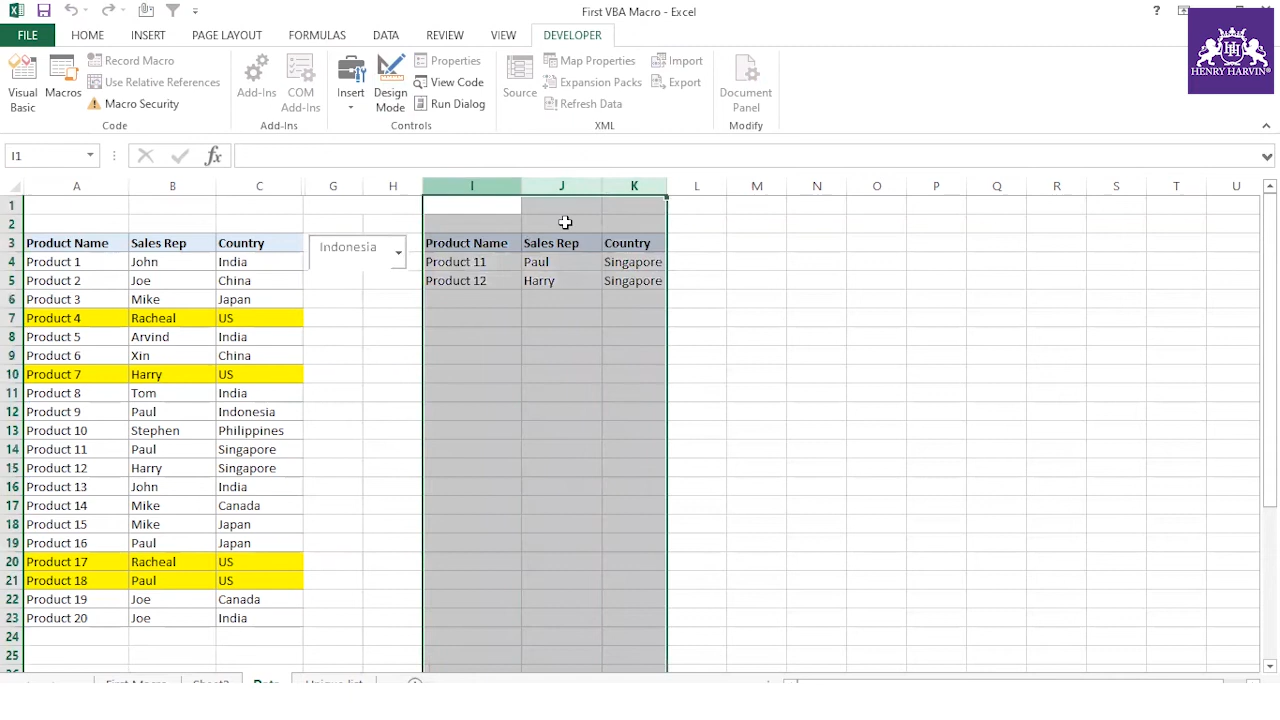 First VBA Macro - Excel
?
FILE HOME INSERT PAGE LAYOUT FORMULAS DATA REVIEW VIEW DEVELOPER
HENRY HARVIN®
Visual Basic
Macros
Record Macro
Use Relative References
Macro Security
Code
Add-Ins
COM Add-Ins
Add-Ins
Insert
Design Mode
Properties
View Code
Run Dialog
Controls
Source
Map Properties
Expansion Packs
Refresh Data
Import
Export
XML
Document Panel
Modify
I1
fx
A B C G H I J K L M N O P Q R S T U
1
2
3 Product Name Sales Rep Country Indonesia Product Name Sales Rep Country
4 Product 1 John India Product 11 Paul Singapore
5 Product 2 Joe China Product 12 Harry Singapore
6 Product 3 Mike Japan
7 Product 4 Racheal US
8 Product 5 Arvind India
9 Product 6 Xin China
10 Product 7 Harry US
11 Product 8 Tom India
12 Product 9 Paul Indonesia
13 Product 10 Stephen Philippines
14 Product 11 Paul Singapore
15 Product 12 Harry Singapore
16 Product 13 John India
17 Product 14 Mike Canada
18 Product 15 Mike Japan
19 Product 16 Paul Japan
20 Product 17 Racheal US
21 Product 18 Paul US
22 Product 19 Joe Canada
23 Product 20 Joe India
24
25